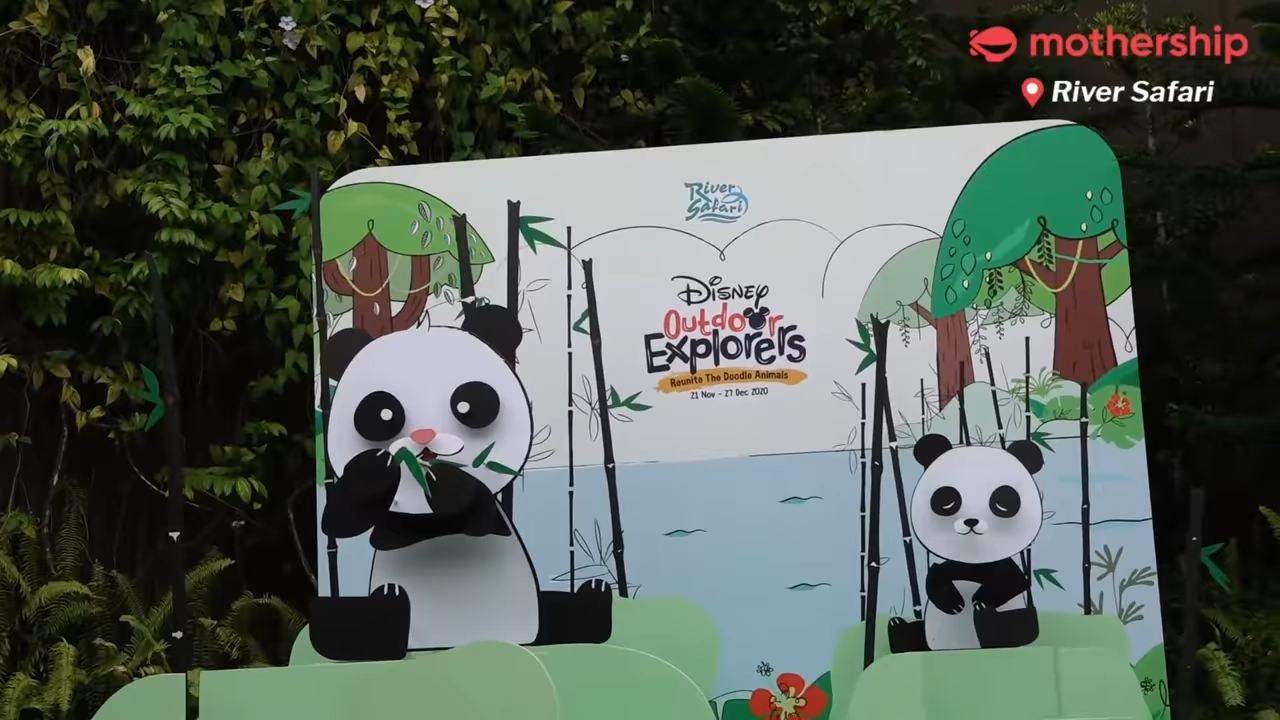 mothership
River Safari
River
Safari
Disney
Outdoor
Explorers
Reunite The Doodle Animals
21 Nov - 27 Dec 2020